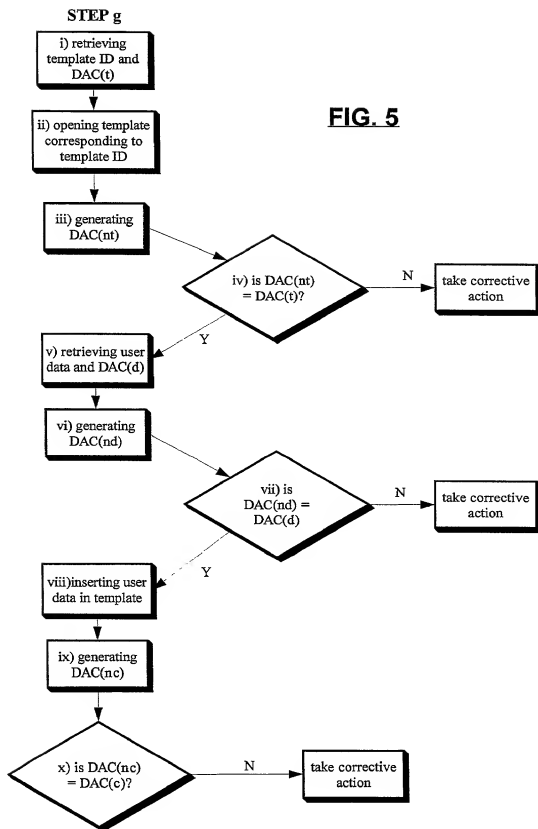 STEP g
i) retrieving
template ID and
DAC(t)
FIG. 5
ii) opening template
corresponding to
template ID
iii) generating
DAC(nt)
iv) is DAC(nt)
= DAC(t)?
N
take corrective
action
Y
v) retrieving user
data and DAC(d)
vi) generating
DAC(nd)
vii) is
DAC(nd) =
DAC(d)
N
take corrective
action
Y
viii)inserting user
data in template
ix) generating
DAC(nc)
x) is DAC(nc)
= DAC(c)?
N
take corrective
action